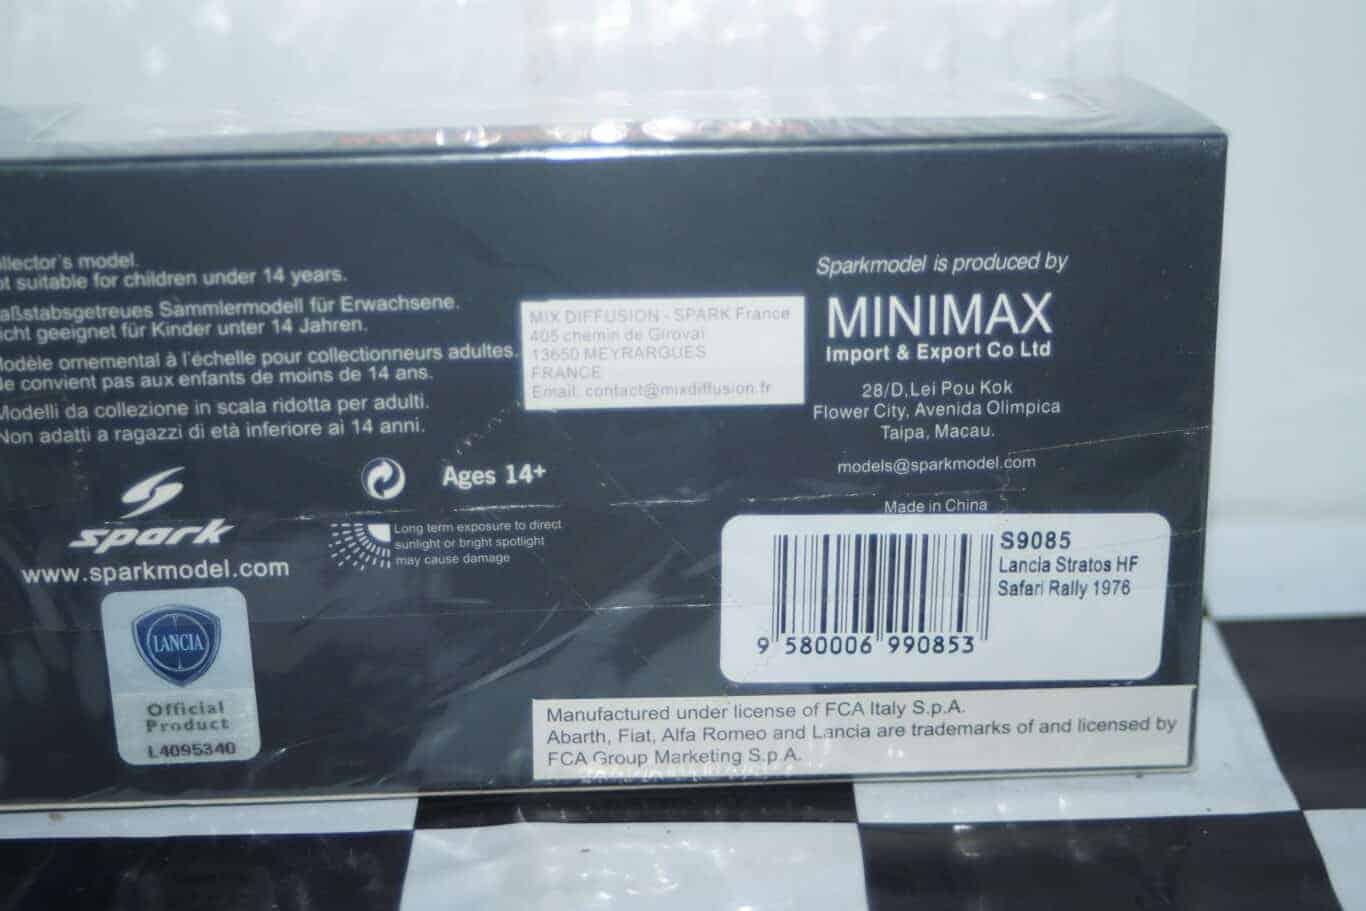 llector's model.
ot suitable for children under 14 years.
aßstabsgetreues Sammlermodell für Erwachsene.
icht geeignet für Kinder unter 14 Jahren.
odèle ornemental à l'échelle pour collectionneurs adultes.
e convient pas aux enfants de moins de 14 ans.
Modelli da collezione in scala ridotta per adulti.
Non adatti a ragazzi di età inferiore ai 14 anni.
spark
www.sparkmodel.com
Ages 14+
Long term exposure to direct
sunlight or bright spotlight
may cause damage
LANCIA
Official
Product
L4095340
MIX DIFFUSION - SPARK France
405 chemin de Giroval
13650 MEYRARGUES
FRANCE
Email: contact@mixdiffusion.fr
Sparkmodel is produced by
MINIMAX
Import & Export Co Ltd
28/D,Lei Pou Kok
Flower City, Avenida Olimpica
Taipa, Macau.
models@sparkmodel.com
Made in China
S9085
Lancia Stratos HF
Safari Rally 1976
9 580006 990853
Manufactured under license of FCA Italy S.p.A.
Abarth, Fiat, Alfa Romeo and Lancia are trademarks of and licensed by
FCA Group Marketing S.p.A.